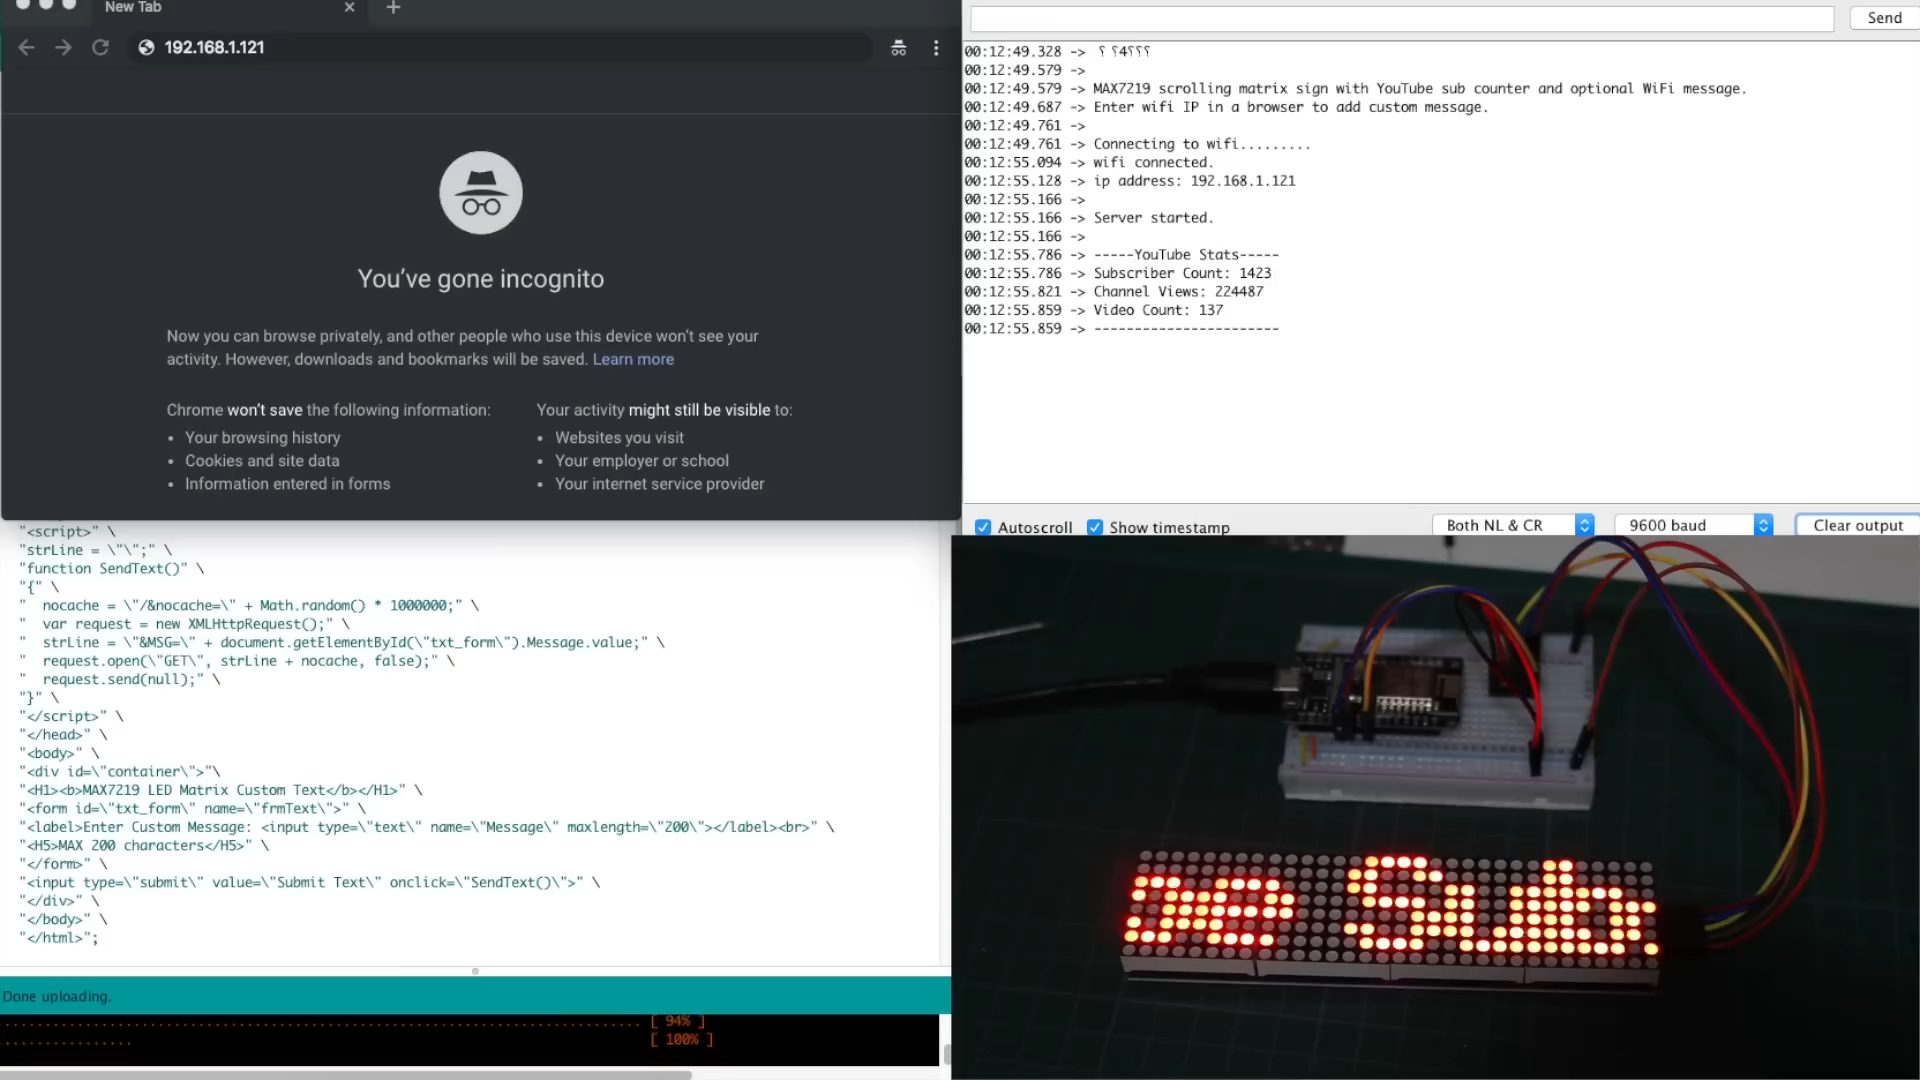 New Tab
192.168.1.121
You've gone incognito
Now you can browse privately, and other people who use this device won't see your
activity. However, downloads and bookmarks will be saved. Learn more
Chrome won't save the following information:
Your browsing history
Cookies and site data
Information entered in forms
Your activity might still be visible to:
Websites you visit
Your employer or school
Your internet service provider
Send
00:12:49.328 -> ⸮ ⸮4⸮⸮⸮
00:12:49.579 ->
00:12:49.579 -> MAX7219 scrolling matrix sign with YouTube sub counter and optional WiFi message.
00:12:49.687 -> Enter wifi IP in a browser to add custom message.
00:12:49.761 ->
00:12:49.761 -> Connecting to wifi.........
00:12:55.094 -> wifi connected.
00:12:55.128 -> ip address: 192.168.1.121
00:12:55.166 ->
00:12:55.166 -> Server started.
00:12:55.166 ->
00:12:55.786 -> -----YouTube Stats-----
00:12:55.786 -> Subscriber Count: 1423
00:12:55.821 -> Channel Views: 224487
00:12:55.859 -> Video Count: 137
00:12:55.859 -> -----------------------
Autoscroll
Show timestamp
Both NL & CR
9600 baud
Clear output
"<script>" \
"strLine = \"\";" \
"function SendText()" \
"{" \
"  nocache = \"/&nocache=\" + Math.random() * 1000000;" \
"  var request = new XMLHttpRequest();" \
"  strLine = \"&MSG=\" + document.getElementById(\"txt_form\").Message.value;" \
"  request.open(\"GET\", strLine + nocache, false);" \
"  request.send(null);" \
"}" \
"</script>" \
"</head>" \
"<body>" \
"<div id=\"container\">"\
"<H1><b>MAX7219 LED Matrix Custom Text</b></H1>" \
"<form id=\"txt_form\" name=\"frmText\">" \
"<label>Enter Custom Message: <input type=\"text\" name=\"Message\" maxlength=\"200\"></label><br>" \
"<H5>MAX 200 characters</H5>" \
"</form>" \
"<input type=\"submit\" value=\"Submit Text\" onclick=\"SendText()\">" \
"</div>" \
"</body>" \
"</html>";
Done uploading.
................................................................................ [ 94% ]
................ [ 100% ]